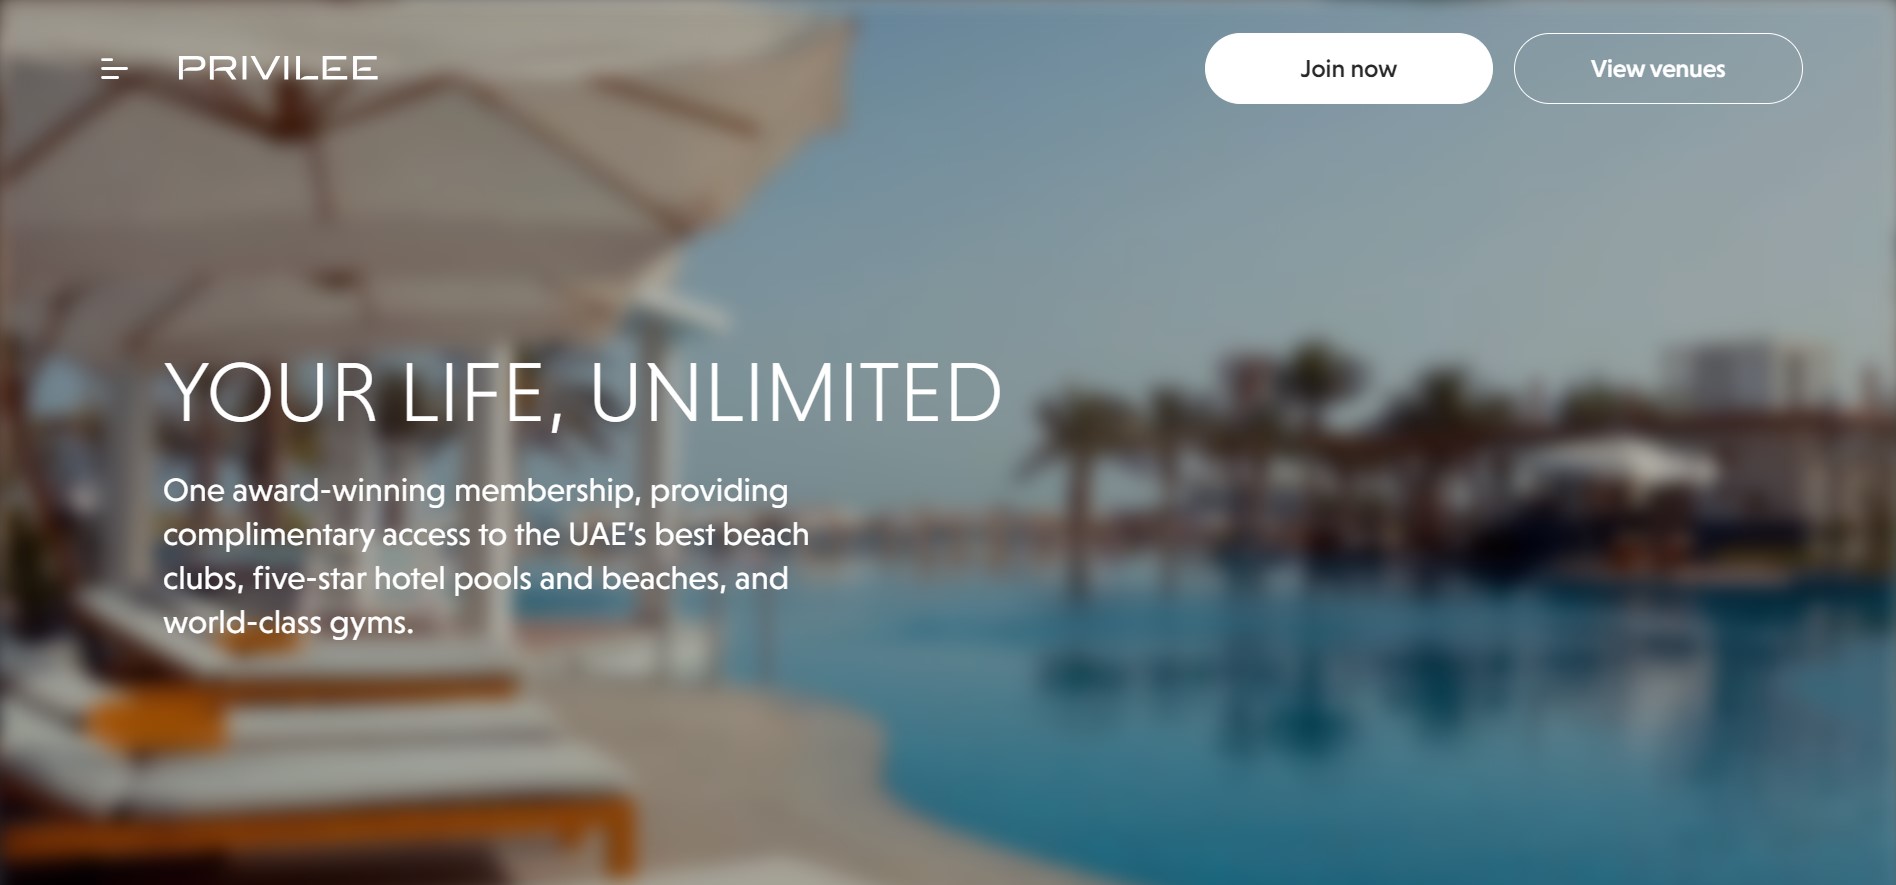 PRIVILEE
Join now
View venues
YOUR LIFE, UNLIMITED
One award-winning membership, providing
complimentary access to the UAE’s best beach
clubs, five-star hotel pools and beaches, and
world-class gyms.